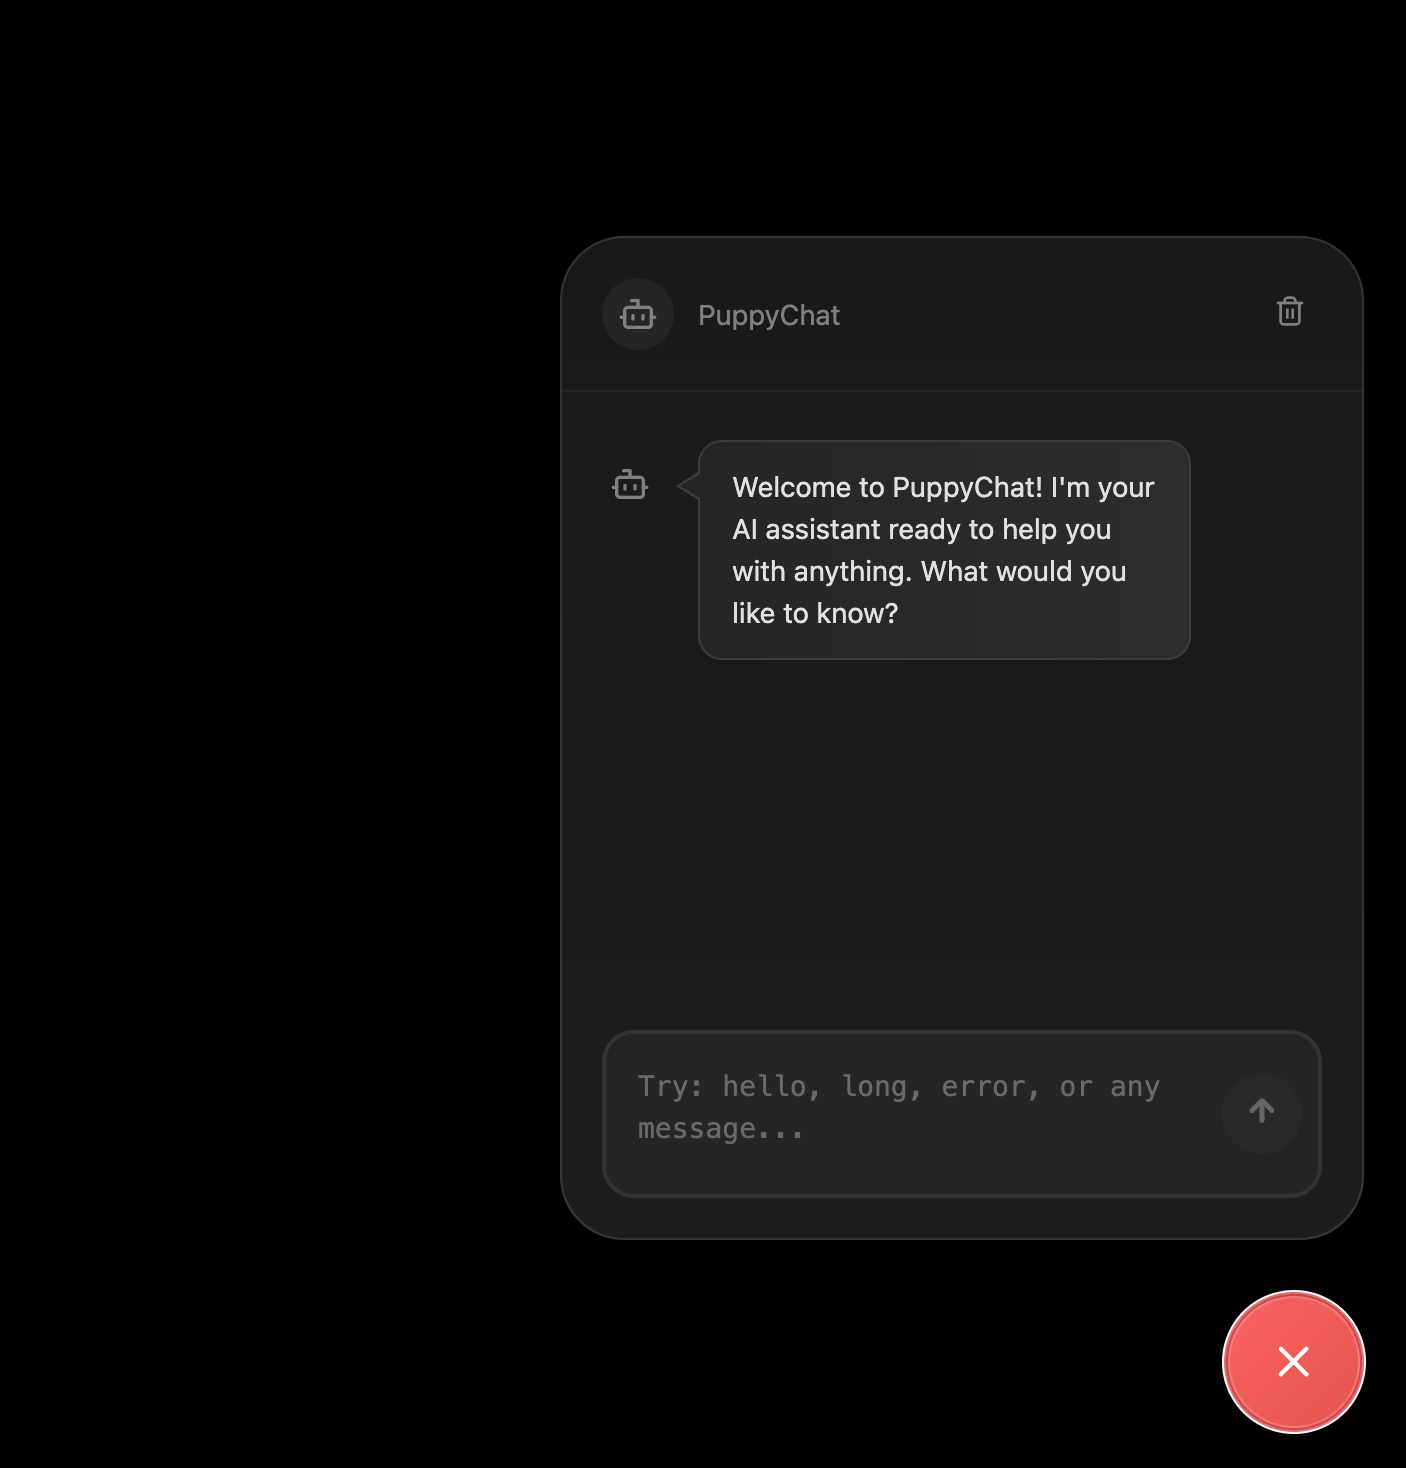 PuppyChat
Welcome to PuppyChat! I'm your
AI assistant ready to help you
with anything. What would you
like to know?
Try: hello, long, error, or any
message...